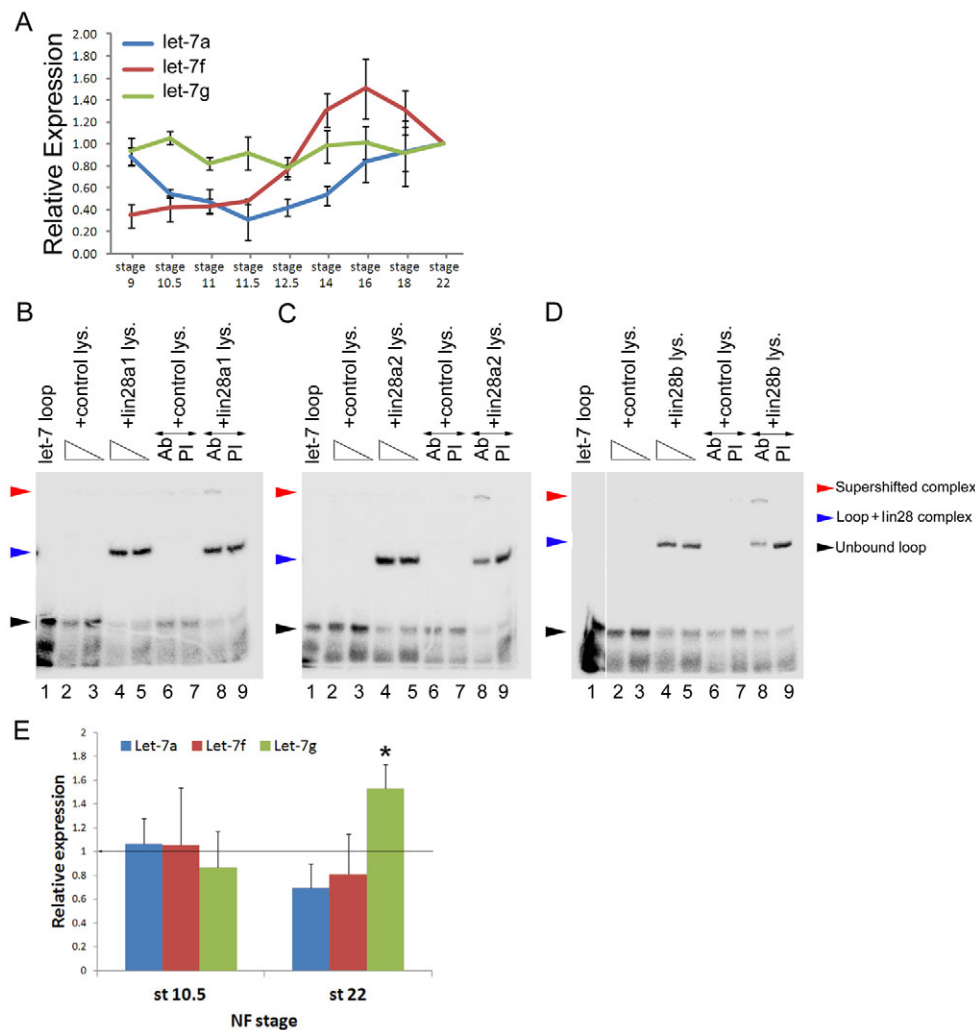 A
Relative Expression
2.00
1.80
1.60
1.40
1.20
1.00
0.80
0.60
0.40
0.20
0.00
let-7a
let-7f
let-7g
stage 9
stage 10.5
stage 11
stage 11.5
stage 12.5
stage 14
stage 16
stage 18
stage 22
B
let-7 loop
+control lys.
+lin28a1 lys.
Ab +control lys.
PI
Ab +lin28a1 lys.
PI
1 2 3 4 5 6 7 8 9
C
let-7 loop
+control lys.
+lin28a2 lys.
Ab +control lys.
PI
Ab +lin28a2 lys.
PI
1 2 3 4 5 6 7 8 9
D
let-7 loop
+control lys.
+lin28b lys.
Ab +control lys.
PI
Ab +lin28b lys.
PI
1 2 3 4 5 6 7 8 9
Supershifted complex
Loop+lin28 complex
Unbound loop
E
Relative expression
2
1.8
1.6
1.4
1.2
1
0.8
0.6
0.4
0.2
0
Let-7a Let-7f Let-7g
*
st 10.5 st 22
NF stage